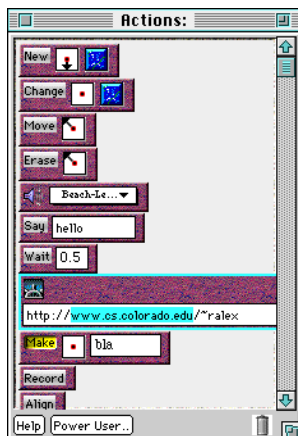 Actions:
New
Change
Move
Erase
Beach-Le...
Say hello
Wait 0.5
http://www.cs.colorado.edu/~ralex
Make bla
Record
Align
Help Power User..